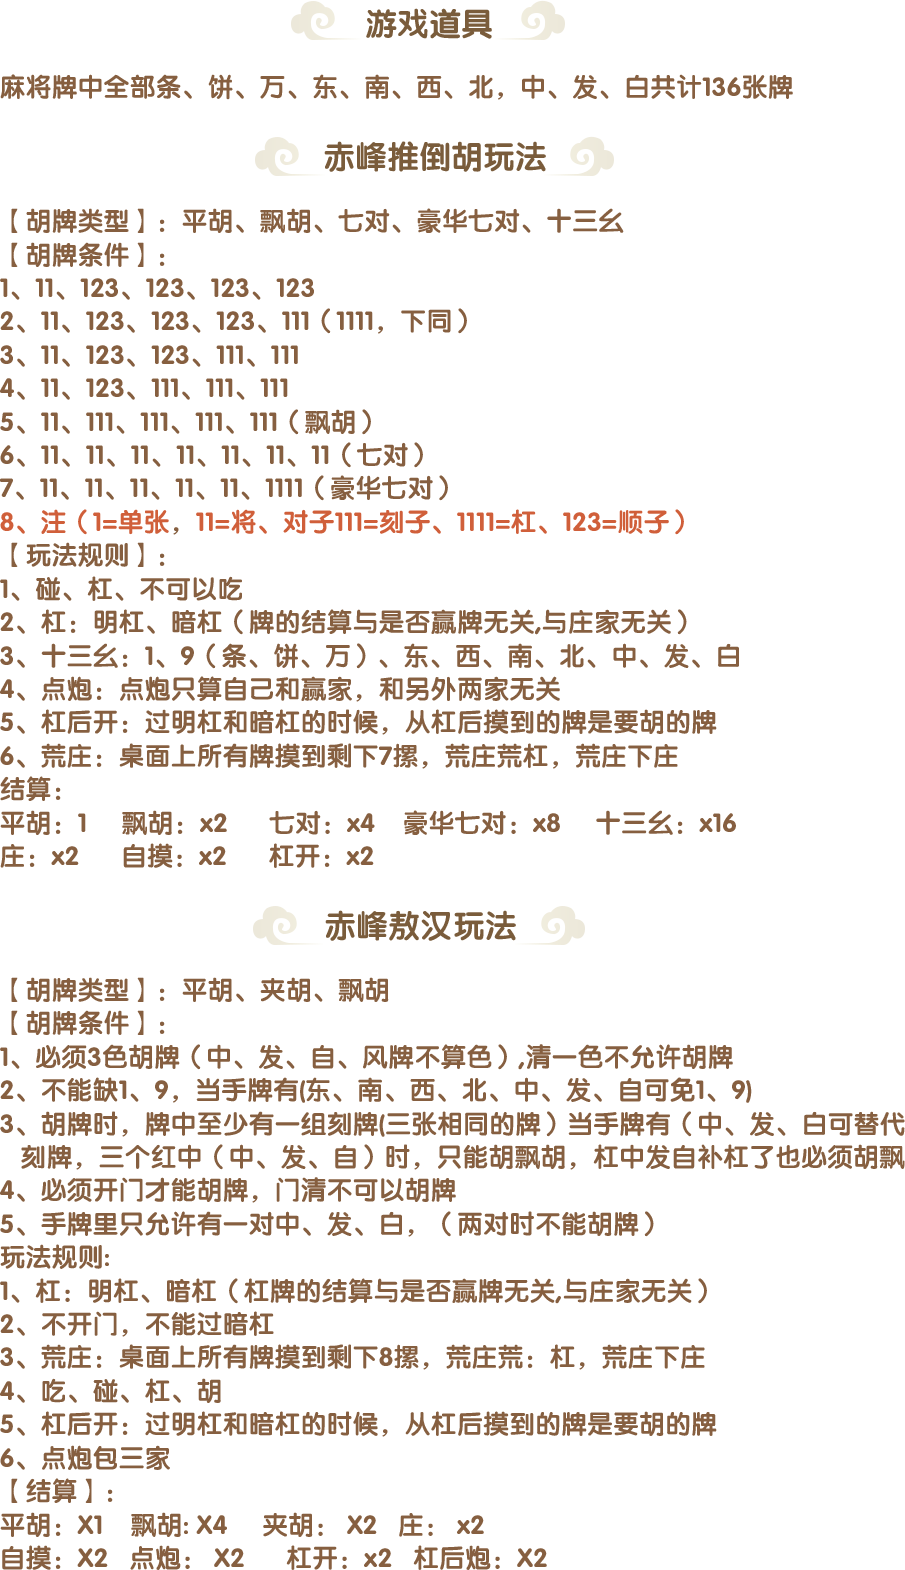 游戏道具
麻将牌中全部条、饼、万、东、南、西、北，中、发、白共计136张牌
赤峰推倒胡玩法
【胡牌类型】：平胡、飘胡、七对、豪华七对、十三幺
【胡牌条件】：
1、11、123、123、123、123
2、11、123、123、123、111（1111，下同）
3、11、123、123、111、111
4、11、123、111、111、111
5、11、111、111、111、111（飘胡）
6、11、11、11、11、11、11、11（七对）
7、11、11、11、11、11、1111（豪华七对）
8、注（1=单张，11=将、对子111=刻子、1111=杠、123=顺子）
【玩法规则】：
1、碰、杠、不可以吃
2、杠：明杠、暗杠（牌的结算与是否赢牌无关,与庄家无关）
3、十三幺：1、9（条、饼、万）、东、西、南、北、中、发、白
4、点炮：点炮只算自己和赢家，和另外两家无关
5、杠后开：过明杠和暗杠的时候，从杠后摸到的牌是要胡的牌
6、荒庄：桌面上所有牌摸到剩下7摞，荒庄荒杠，荒庄下庄
结算：
平胡：1 飘胡：x2 七对：x4 豪华七对：x8 十三幺：x16
庄：x2 自摸：x2 杠开：x2
赤峰敖汉玩法
【胡牌类型】：平胡、夹胡、飘胡
【胡牌条件】：
1、必须3色胡牌（中、发、自、风牌不算色）,清一色不允许胡牌
2、不能缺1、9，当手牌有(东、南、西、北、中、发、自可免1、9)
3、胡牌时，牌中至少有一组刻牌(三张相同的牌）当手牌有（中、发、白可替代
刻牌，三个红中（中、发、自）时，只能胡飘胡，杠中发自补杠了也必须胡飘
4、必须开门才能胡牌，门清不可以胡牌
5、手牌里只允许有一对中、发、白，（两对时不能胡牌）
玩法规则:
1、杠：明杠、暗杠（杠牌的结算与是否赢牌无关,与庄家无关）
2、不开门，不能过暗杠
3、荒庄：桌面上所有牌摸到剩下8摞，荒庄荒：杠，荒庄下庄
4、吃、碰、杠、胡
5、杠后开：过明杠和暗杠的时候，从杠后摸到的牌是要胡的牌
6、点炮包三家
【结算】：
平胡：X1 飘胡: X4 夹胡： X2 庄： x2
自摸：X2 点炮： X2 杠开：x2 杠后炮：X2